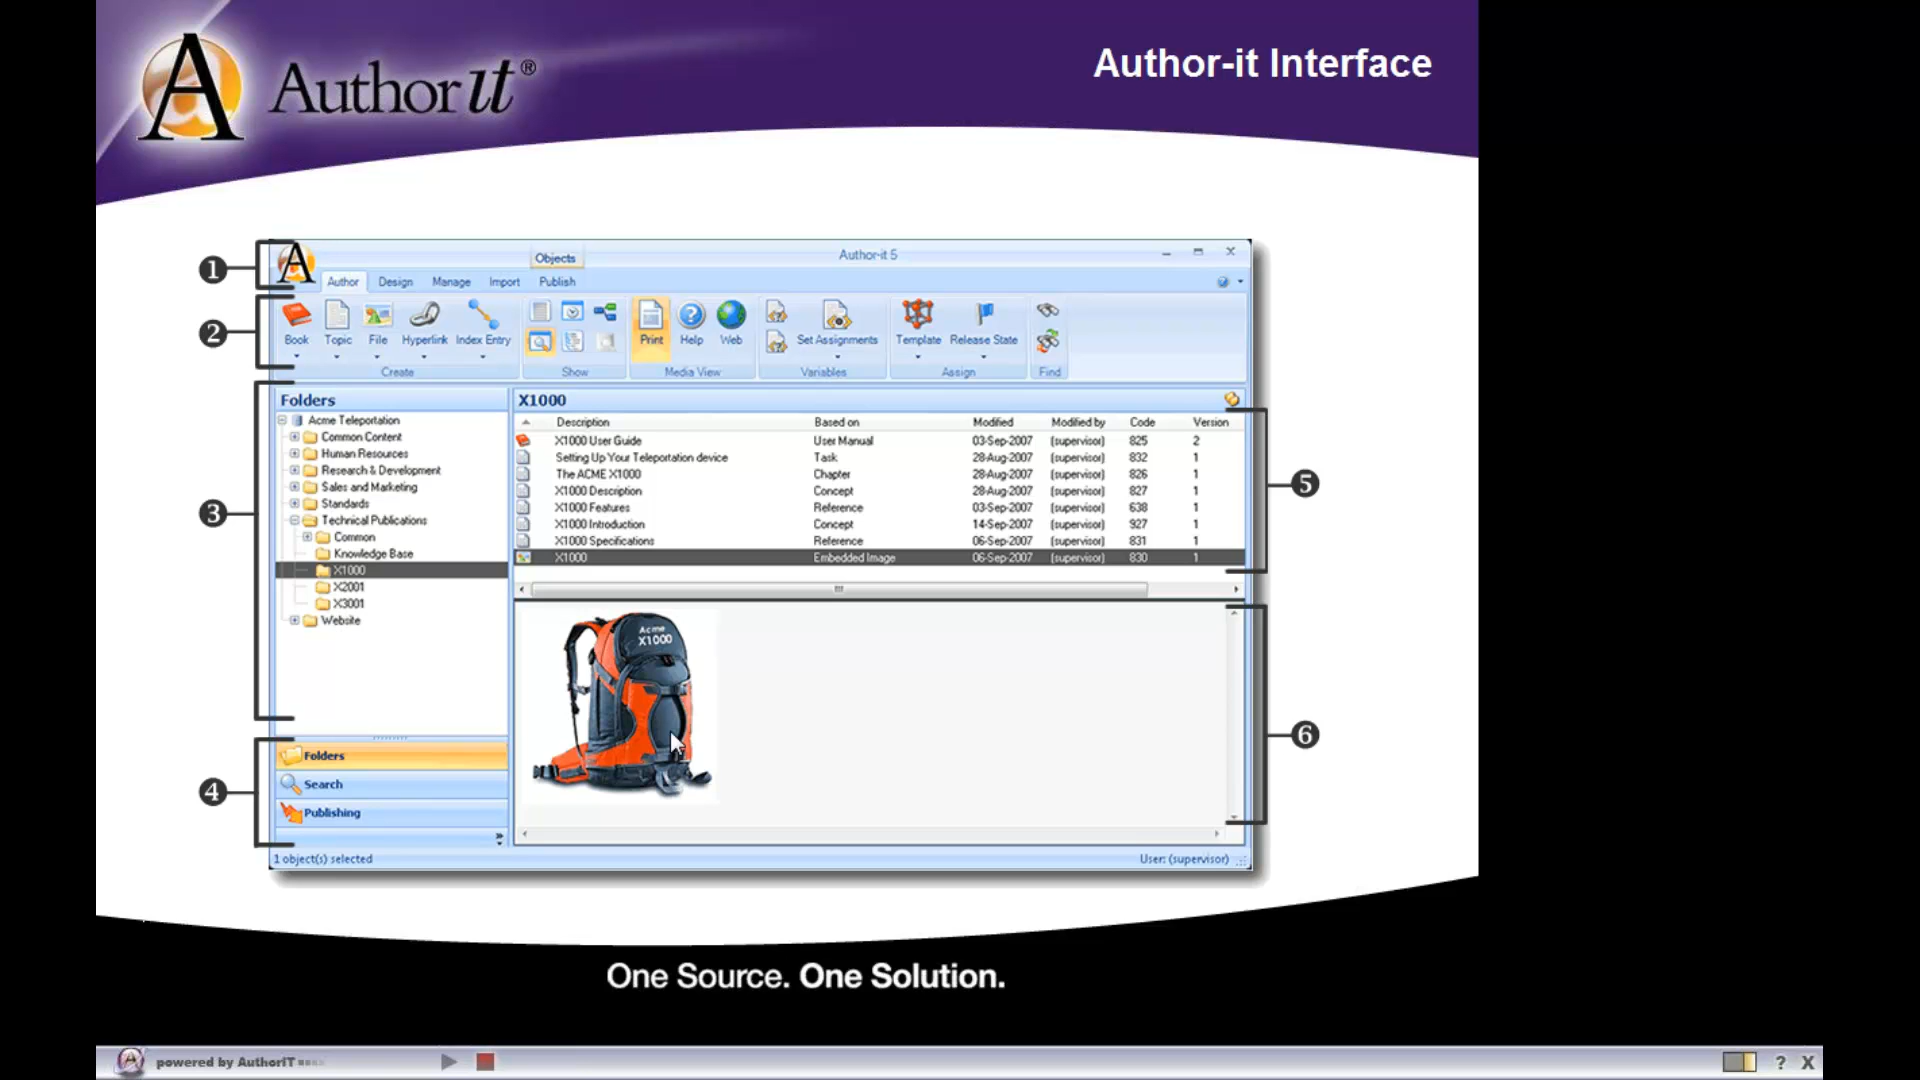 Author it®
Author-it Interface
Objects
Author-it 5
Author Design Manage Import Publish
Book Topic File Hyperlink Index Entry Print Help Web Set Assignments Template Release State
Create Show Media View Variables Assign Find
Folders
Acme Teleportation
Common Content
Human Resources
Research & Development
Sales and Marketing
Standards
Technical Publications
Common
Knowledge Base
X1000
X2001
X3001
Website
X1000
Description Based on Modified Modified by Code Version
X1000 User Guide User Manual 03-Sep-2007 (supervisor) 825 2
Setting Up Your Teleportation device Task 28-Aug-2007 (supervisor) 832 1
The ACME X1000 Chapter 28-Aug-2007 (supervisor) 826 1
X1000 Description Concept 28-Aug-2007 (supervisor) 827 1
X1000 Features Reference 03-Sep-2007 (supervisor) 638 1
X1000 Introduction Concept 14-Sep-2007 (supervisor) 927 1
X1000 Specifications Reference 06-Sep-2007 (supervisor) 831 1
X1000 Embedded Image 06-Sep-2007 (supervisor) 830 1
Acme
X1000
Folders
Search
Publishing
1 object(s) selected
User: (supervisor)
1
2
3
4
5
6
One Source. One Solution.
powered by AuthorIT
? X